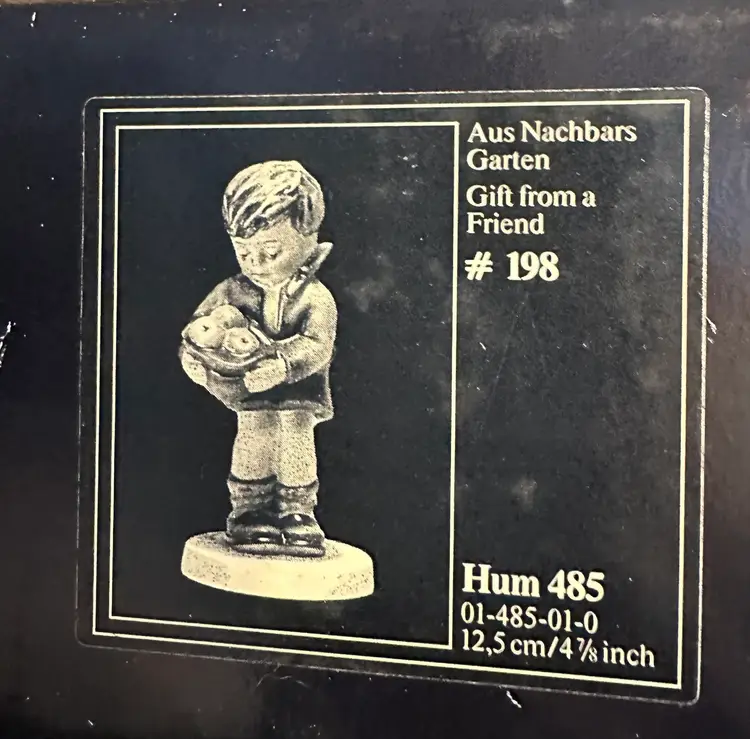 Aus Nachbars
Garten
Gift from a
Friend
# 198
Hum 485
01-485-01-0
12,5 cm/4 7/8 inch